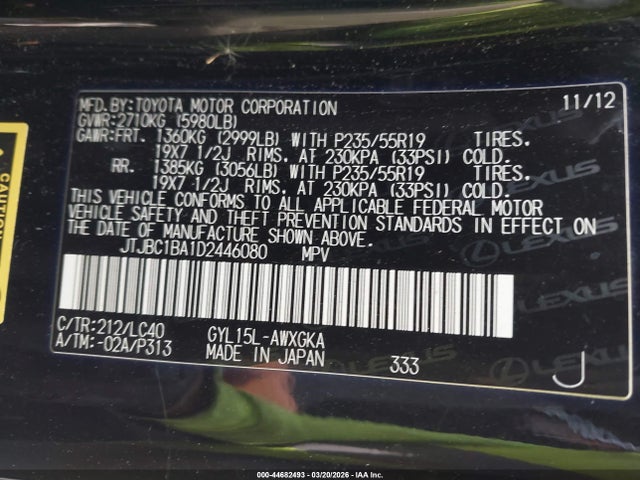 MFD.BY:TOYOTA MOTOR CORPORATION 11/12
GVWR:2710KG (5980LB)
GAWR:FRT. 1360KG (2999LB) WITH P235/55R19 TIRES.
19X7 1/2J RIMS. AT 230KPA (33PSI) COLD.
RR. 1385KG (3056LB) WITH P235/55R19 TIRES.
19X7 1/2J RIMS. AT 230KPA (33PSI) COLD.
THIS VEHICLE CONFORMS TO ALL APPLICABLE FEDERAL MOTOR
VEHICLE SAFETY AND THEFT PREVENTION STANDARDS IN EFFECT ON
THE DATE OF MANUFACTURE SHOWN ABOVE.
JTJBC1BA1D2446080 MPV
C/TR:212/LC40 GYL15L-AWXGKA
A/TM:-02A/P313 MADE IN JAPAN 333
J
CAUTION
LEXUS
LEXUS
000-44682493 - 03/20/2026 - IAA Inc.